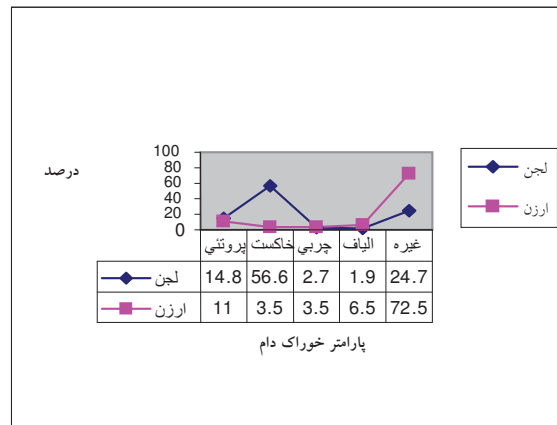 درصد
100
80
60
40
20
0
لجن
ارزن
پروتئي خاکست چربي الياف غيره
لجن 14.8 56.6 2.7 1.9 24.7
ارزن 11 3.5 3.5 6.5 72.5
پارامتر خوراک دام